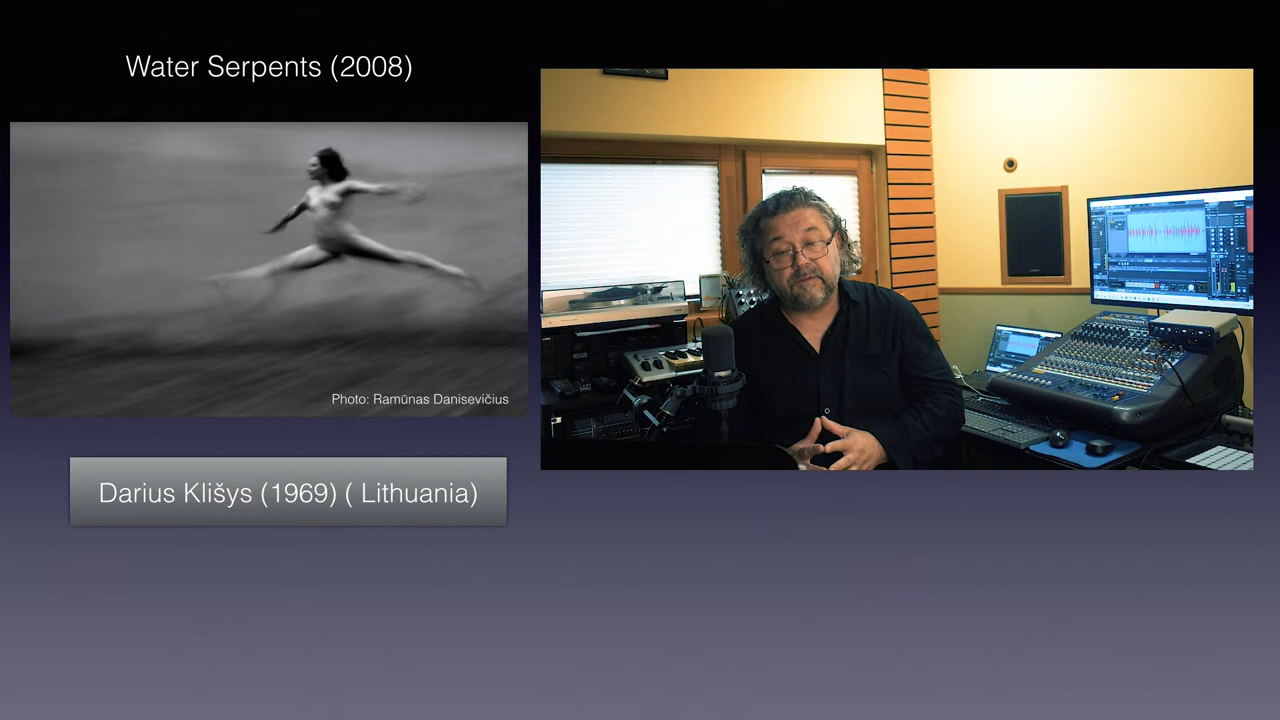 Water Serpents (2008)
Photo: Ramūnas Danisevičius
Darius Klišys (1969) ( Lithuania)